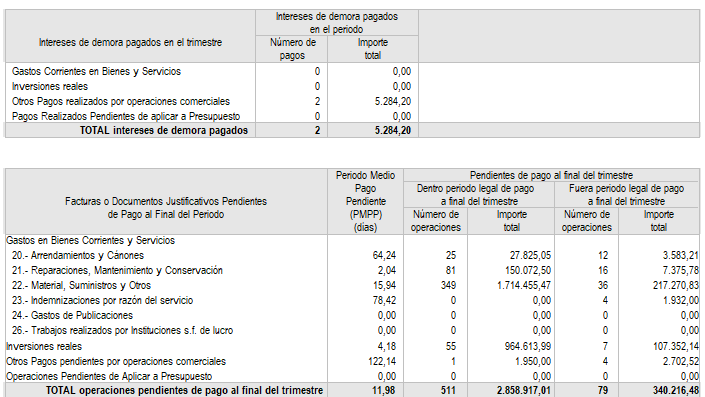 Intereses de demora pagados en el trimestre
Intereses de demora pagados
en el periodo
Número de
pagos
Importe
total
Gastos Corrientes en Bienes y Servicios 0 0,00
Inversiones reales 0 0,00
Otros Pagos realizados por operaciones comerciales 2 5.284,20
Pagos Realizados Pendientes de aplicar a Presupuesto 0 0,00
TOTAL intereses de demora pagados 2 5.284,20
Facturas o Documentos Justificativos Pendientes
de Pago al Final del Periodo
Periodo Medio
Pago
Pendiente
(PMPP)
(días)
Pendientes de pago al final del trimestre
Dentro periodo legal de pago
a final del trimestre
Fuera periodo legal de pago
a final del trimestre
Número de
operaciones
Importe
total
Número de
operaciones
Importe
total
Gastos en Bienes Corrientes y Servicios
20.- Arrendamientos y Cánones 64,24 25 27.825,05 12 3.583,21
21.- Reparaciones, Mantenimiento y Conservación 2,04 81 150.072,50 16 7.375,78
22.- Material, Suministros y Otros 15,94 349 1.714.455,47 36 217.270,83
23.- Indemnizaciones por razón del servicio 78,42 0 0,00 4 1.932,00
24.- Gastos de Publicaciones 0,00 0 0,00 0 0,00
26.- Trabajos realizados por Instituciones s.f. de lucro 0,00 0 0,00 0 0,00
Inversiones reales 4,18 55 964.613,99 7 107.352,14
Otros Pagos pendientes por operaciones comerciales 122,14 1 1.950,00 4 2.702,52
Operaciones Pendientes de Aplicar a Presupuesto 0,00 0 0,00 0 0,00
TOTAL operaciones pendientes de pago al final del trimestre 11,98 511 2.858.917,01 79 340.216,48